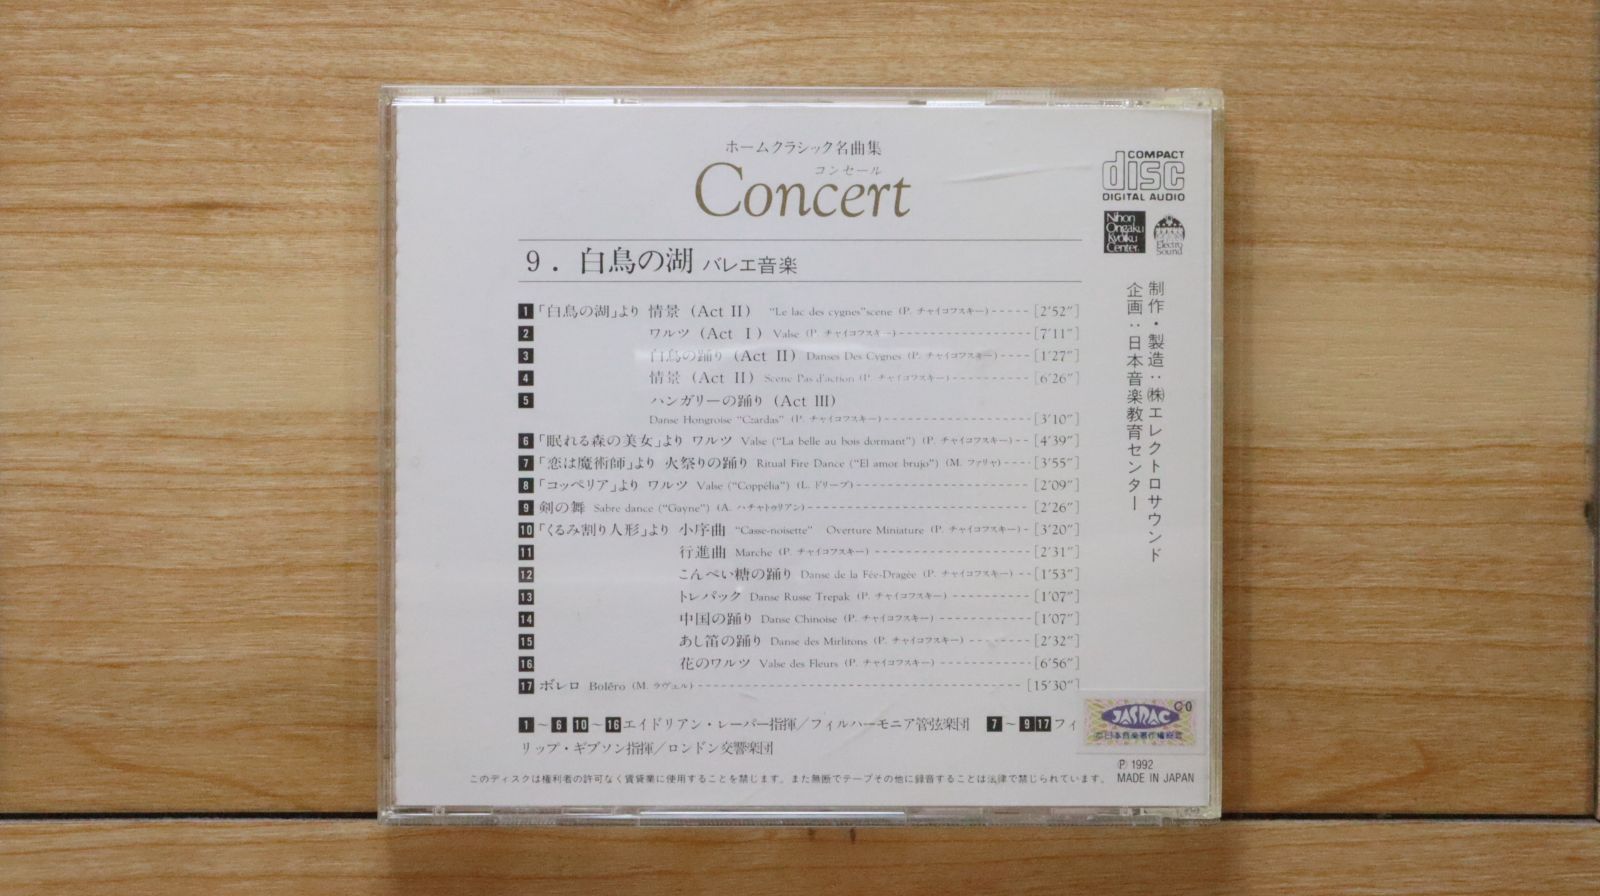 ホームクラシック名曲集
コンセール
Concert
9．白鳥の湖 バレエ音楽
1 「白鳥の湖」より 情景（Act II） “Le lac des cygnes”scene (P. チャイコフスキー) ----- [2′52″]
2 ワルツ（Act I）Valse (P. チャイコフスキー) ----- [7′11″]
3 白鳥の踊り（Act II）Danses Des Cygnes (P. チャイコフスキー) ---- [1′27″]
4 情景（Act II）Scene Pas d'action (P. チャイコフスキー) ----- [6′26″]
5 ハンガリーの踊り（Act III）
Danse Hongroise “Czardas” (P. チャイコフスキー) ----- [3′10″]
6 「眠れる森の美女」より ワルツ Valse (“La belle au bois dormant”) (P. チャイコフスキー) -- [4′39″]
7 「恋は魔術師」より 火祭りの踊り Ritual Fire Dance (“El amor brujo”) (M. ファリャ) ---- [3′55″]
8 「コッペリア」より ワルツ Valse (“Coppélia”) (L. ドリーブ) ----- [2′09″]
9 剣の舞 Sabre dance (“Gayne”) (A. ハチャトゥリアン) ----- [2′26″]
10 「くるみ割り人形」より 小序曲 “Casse-noisette” Overture Miniature (P. チャイコフスキー) --- [3′20″]
11 行進曲 Marche (P. チャイコフスキー) ----- [2′31″]
12 こんぺい糖の踊り Danse de la Fée-Dragée (P. チャイコフスキー) -- [1′53″]
13 トレパック Danse Russe Trepak (P. チャイコフスキー) ----- [1′07″]
14 中国の踊り Danse Chinoise (P. チャイコフスキー) ----- [1′07″]
15 あし笛の踊り Danse des Mirlitons (P. チャイコフスキー) ----- [2′32″]
16 花のワルツ Valse des Fleurs (P. チャイコフスキー) ----- [6′56″]
17 ボレロ Boléro (M. ラヴェル) ----- [15′30″]
1～6 10～16 エイドリアン・レーパー指揮／フィルハーモニア管弦楽団 7～9 17 フィ
リップ・ギブソン指揮／ロンドン交響楽団
このディスクは権利者の許可なく賃貸業に使用することを禁じます。また無断でテープその他に録音することは法律で禁じられています。
COMPACT
disc
DIGITAL AUDIO
Nihon
Ongaku
Kyōiku
Center.
Electro
Sound
制作・製造：㈱エレクトロサウンド
企画：日本音楽教育センター
C0
JASRAC
Ⓟ 1992
MADE IN JAPAN